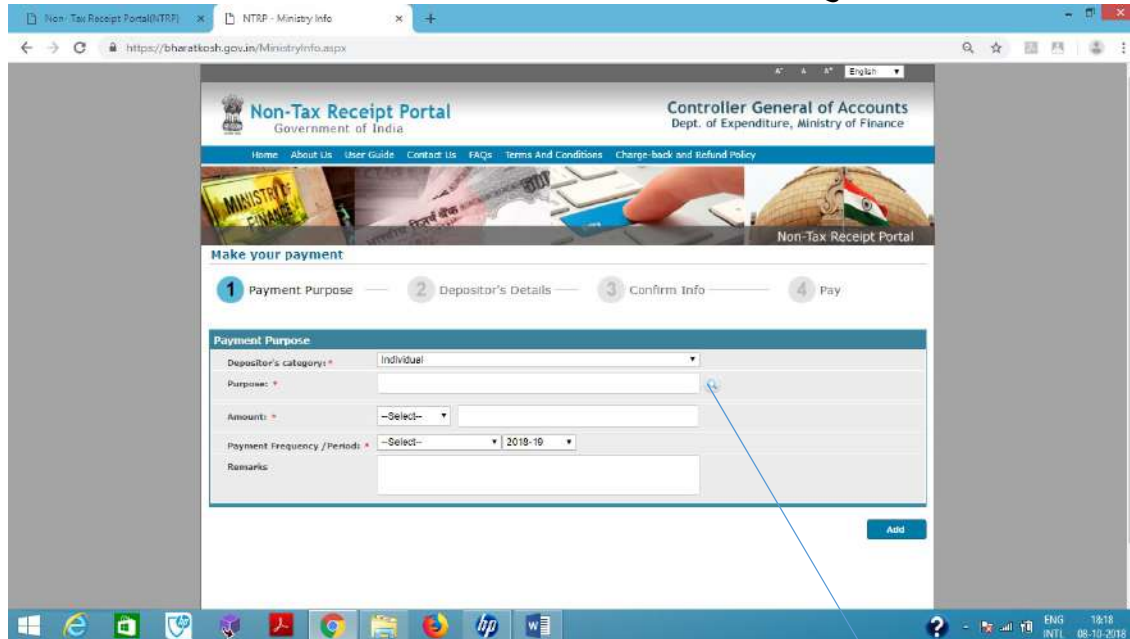 Non- Tax Receipt Portal(NTRP)
NTRP - Ministry Info
https://bharatkosh.gov.in/MinistryInfo.aspx
A- A A+ English
Non-Tax Receipt Portal
Government of India
Controller General of Accounts
Dept. of Expenditure, Ministry of Finance
Home About Us User Guide Contact Us FAQs Terms And Conditions Charge-back and Refund Policy
MINISTRY OF
FINANCE
Non-Tax Receipt Portal
Make your payment
1 Payment Purpose 2 Depositor's Details 3 Confirm Info 4 Pay
Payment Purpose
Depositor's category: * Individual
Purpose: *
Amount: * --Select--
Payment Frequency /Period: * --Select-- 2018-19
Remarks
Add
ENG 18:18
INTL 08-10-2018